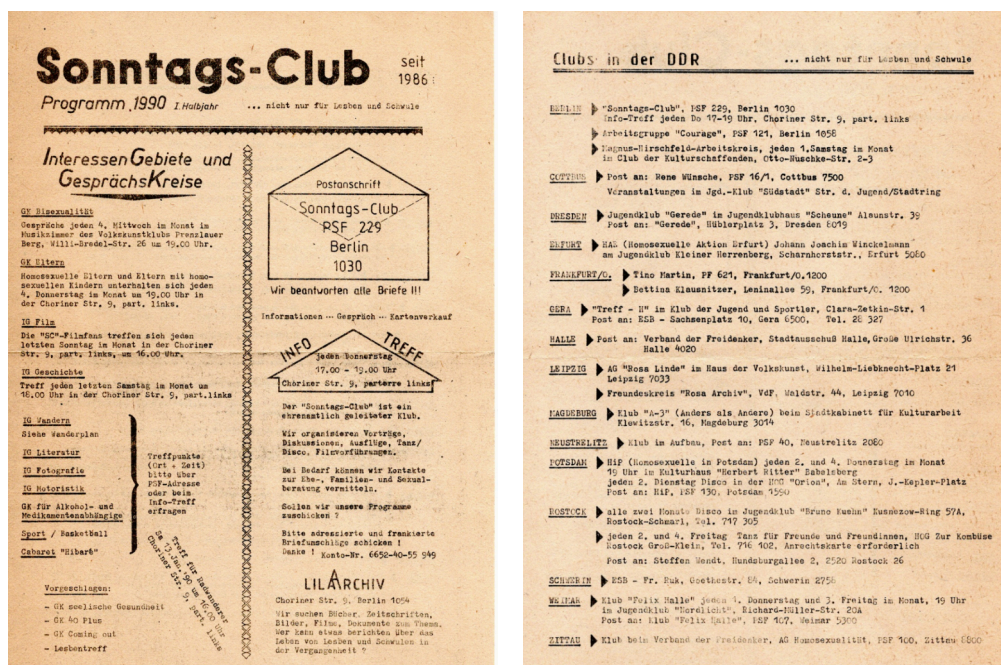 Sonntags-Club seit
1986
Programm 1990 I. Halbjahr ... nicht nur für Lesben und Schwule
Interessen Gebiete und
GesprächsKreise
GK Bisexualität
Gespräche jeden 4. Mittwoch im Monat im
Musikzimmer des Volkskunstklubs Prenzlauer
Berg, Willi-Bredel-Str. 26 um 19.00 Uhr.
GK Eltern
Homosexuelle Eltern und Eltern mit homo-
sexuellen Kindern unterhalten sich jeden
4. Donnerstag im Monat um 19.00 Uhr in
der Choriner Str. 9, part. links.
IG Film
Die "SC"-Filmfans treffen sich jeden
letzten Sonntag im Monat in der Choriner
Str. 9, part. links, um 16.00 Uhr.
IG Geschichte
Treff jeden letzten Samstag im Monat um
18.00 Uhr in der Choriner Str. 9, part.links
IG Wandern
Siehe Wanderplan
IG Literatur
IG Fotografie
IG Motoristik
GK für Alkohol- und
Medikamentenabhängige
Sport / Basketball
Cabaret "Hibaré"
Treffpunkte
(Ort + Zeit)
bitte über
PSF-Adresse
oder beim
Info-Treff
erfragen
Treff für Radwanderer
Sa 13.Jan.'90 um 16.00 Uhr
Choriner Str. 9, part. links
Vorgeschlagen:
- GK seelische Gesundheit
- GK 40 Plus
- GK Coming out
- Lesbentreff
Postanschrift
Sonntags-Club
PSF 229
Berlin
1030
Wir beantworten alle Briefe !!!
Informationen ... Gespräch ... Kartenverkauf
INFO TREFF
jeden Donnerstag
17.00 - 19.00 Uhr
Choriner Str. 9, parterre links
Der "Sonntags-Club" ist ein
ehrenamtlich geleiteter Klub.
Wir organisieren Vorträge,
Diskussionen, Ausflüge, Tanz/
Disco, Filmvorführungen.
Bei Bedarf können wir Kontakte
zur Ehe-, Familien- und Sexual-
beratung vermitteln.
Sollen wir unsere Programme
zuschicken ?
Bitte adressierte und frankierte
Briefumschläge schicken !
Danke ! Konto-Nr. 6652-40-55 949
LILARCHIV
Choriner Str. 9, Berlin 1054
Wir suchen Bücher, Zeitschriften,
Bilder, Filme, Dokumente zum Thema.
Wer kann etwas berichten über das
Leben von Lesben und Schwulen in
der Vergangenheit ?
Clubs in der DDR ... nicht nur für Lesben und Schwule
BERLIN "Sonntags-Club", PSF 229, Berlin 1030
Info-Treff jeden Do 17-19 Uhr, Choriner Str. 9, part. links
Arbeitsgruppe "Courage", PSF 121, Berlin 1058
Magnus-Hirschfeld-Arbeitskreis, jeden 1.Samstag im Monat
im Club der Kulturschaffenden, Otto-Nuschke-Str. 2-3
COTTBUS Post an: Rene Wünsche, PSF 16/1, Cottbus 7500
Veranstaltungen im Jgd.-Klub "Südstadt" Str. d. Jugend/Stadtring
DRESDEN Jugendklub "Gerede" im Jugendklubhaus "Scheune" Alaunstr. 39
Post an: "Gerede", Hüblerplatz 3, Dresden 8019
ERFURT HAE (Homosexuelle Aktion Erfurt) Johann Joachim Winckelmann
am Jugendklub Kleiner Herrenberg, Scharnhorststr., Erfurt 5080
FRANKFURT/O. Tino Martin, PF 621, Frankfurt/O.1200
Bettina Klausnitzer, Leninallee 59, Frankfurt/O. 1200
GERA "Treff - H" im Klub der Jugend und Sportler, Clara-Zetkin-Str. 1
Post an: ESB - Sachsenplatz 10, Gera 6500, Tel. 28 327
HALLE Post an: Verband der Freidenker, Stadtausschuß Halle, Große Ulrichstr. 36
Halle 4020
LEIPZIG AG "Rosa Linde" im Haus der Volkskunst, Wilhelm-Liebknecht-Platz 21
Leipzig 7033
Freundeskreis "Rosa Archiv", VdF, Waldstr. 44, Leipzig 7010
MAGDEBURG Klub "A-3" (Anders als Andere) beim Stadtkabinett für Kulturarbeit
Klewitzstr. 16, Magdeburg 3014
NEUSTRELITZ Klub im Aufbau, Post an: PSF 40, Neustrelitz 2080
POTSDAM HiP (Homosexuelle in Potsdam) jeden 2. und 4. Donnerstag im Monat
19 Uhr im Kulturhaus "Herbert Ritter" Babelsberg
jeden 2. Dienstag Disco in der HOG "Orion", Am Stern, J.-Kepler-Platz
Post an: HiP, PSF 130, Potsdam 1590
ROSTOCK alle zwei Monate Disco im Jugendklub "Bruno Kuehn" Kusnezow-Ring 57A,
Rostock-Schmarl, Tel. 717 305
jeden 2. und 4. Freitag Tanz für Freunde und Freundinnen, HOG Zur Kombüse
Rostock Groß-Klein, Tel. 716 102, Anrechtskarte erforderlich
Post an: Steffen Wendt, Hundsburgallee 2, 2520 Rostock 26
SCHWERIN ESB - Fr. Ruk, Goethestr. 84, Schwerin 2758
WEIMAR Klub "Felix Halle" jeden 1. Donnerstag und 3. Freitag im Monat, 19 Uhr
im Jugendklub "Nordlicht", Richard-Müller-Str. 20A
Post an: Klub "Felix Halle", PSF 107, Weimar 5300
ZITTAU Klub beim Verband der Freidenker, AG Homosexualität, PSF 100, Zittau 8800